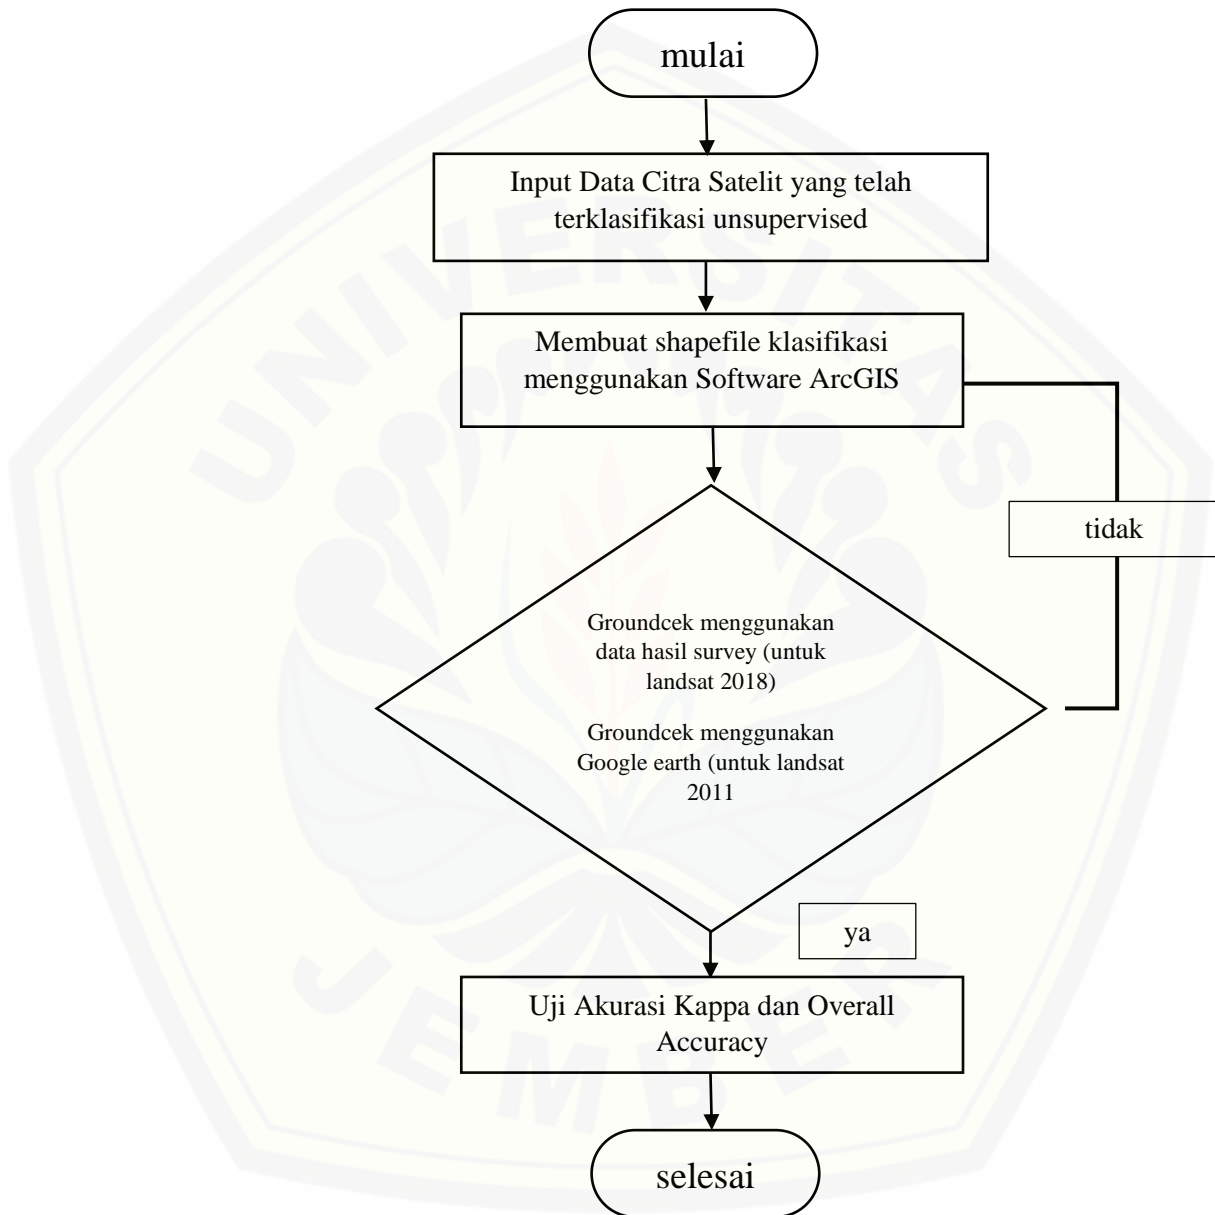 mulai
Input Data Citra Satelit yang telah
terklasifikasi unsupervised
Membuat shapefile klasifikasi
menggunakan Software ArcGIS
tidak
Groundcek menggunakan
data hasil survey (untuk
landsat 2018)
Groundcek menggunakan
Google earth (untuk landsat
2011
ya
Uji Akurasi Kappa dan Overall
Accuracy
selesai
UNIVERSITAS
JEMBER